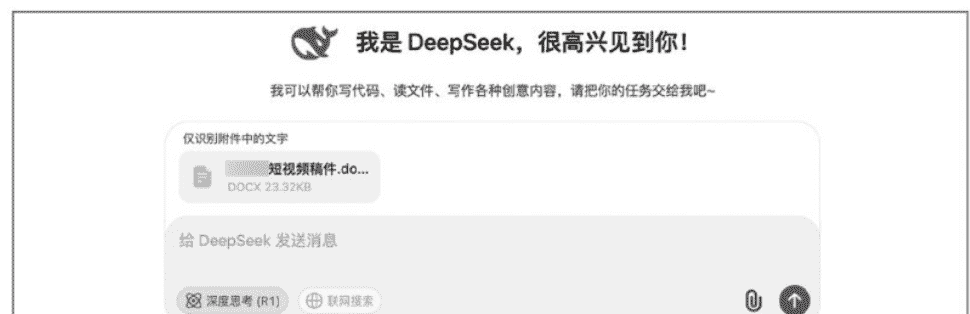 我是 DeepSeek，很高兴见到你！
我可以帮你写代码、读文件、写作各种创意内容，请把你的任务交给我吧~
仅识别附件中的文字
短视频稿件.do...
DOCX 23.32KB
给 DeepSeek 发送消息
深度思考 (R1) 联网搜索